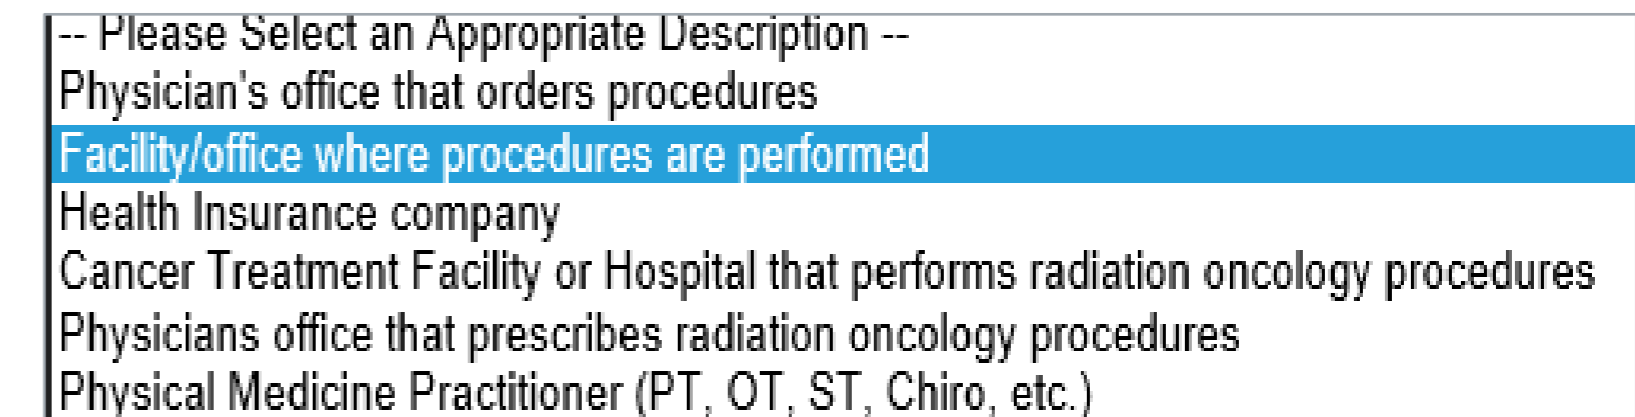 -- Please Select an Appropriate Description --
Physician's office that orders procedures
Facility/office where procedures are performed
Health Insurance company
Cancer Treatment Facility or Hospital that performs radiation oncology procedures
Physicians office that prescribes radiation oncology procedures
Physical Medicine Practitioner (PT, OT, ST, Chiro, etc.)